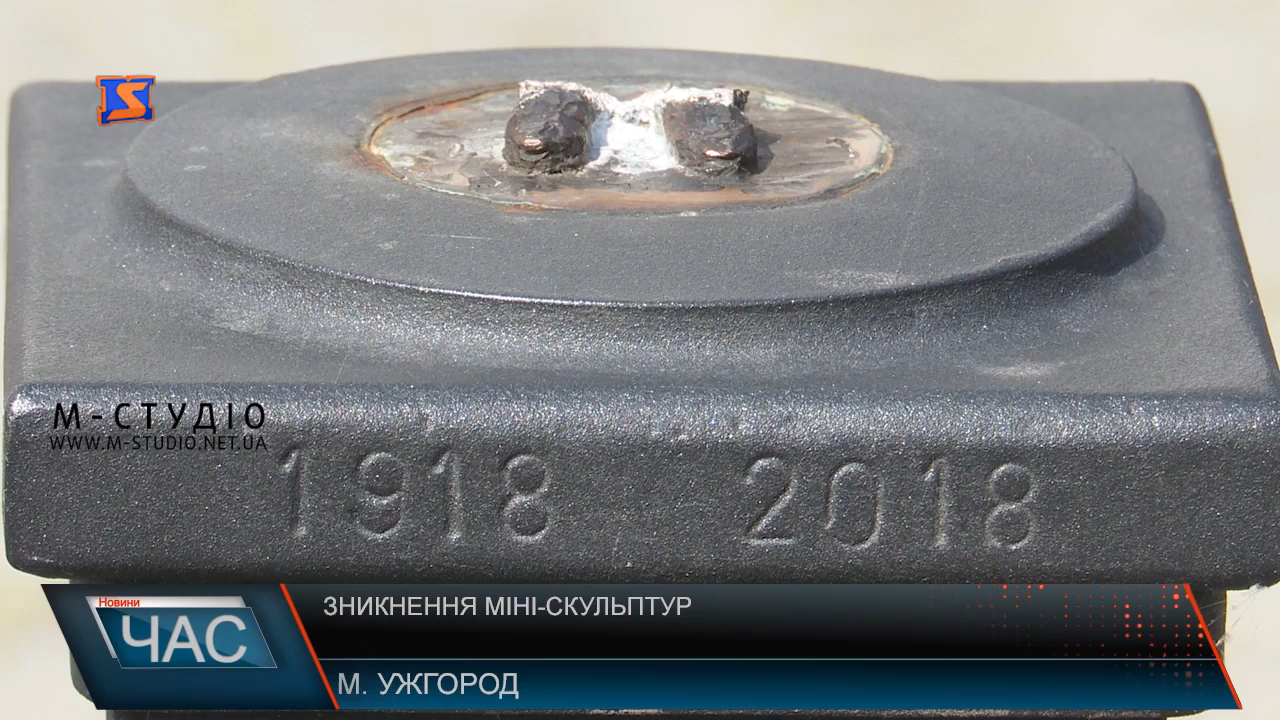 М-СТУДІО
WWW.M-STUDIO.NET.UA
1918 2018
Новини
ЧАС
ЗНИКНЕННЯ МІНІ-СКУЛЬПТУР
М. УЖГОРОД